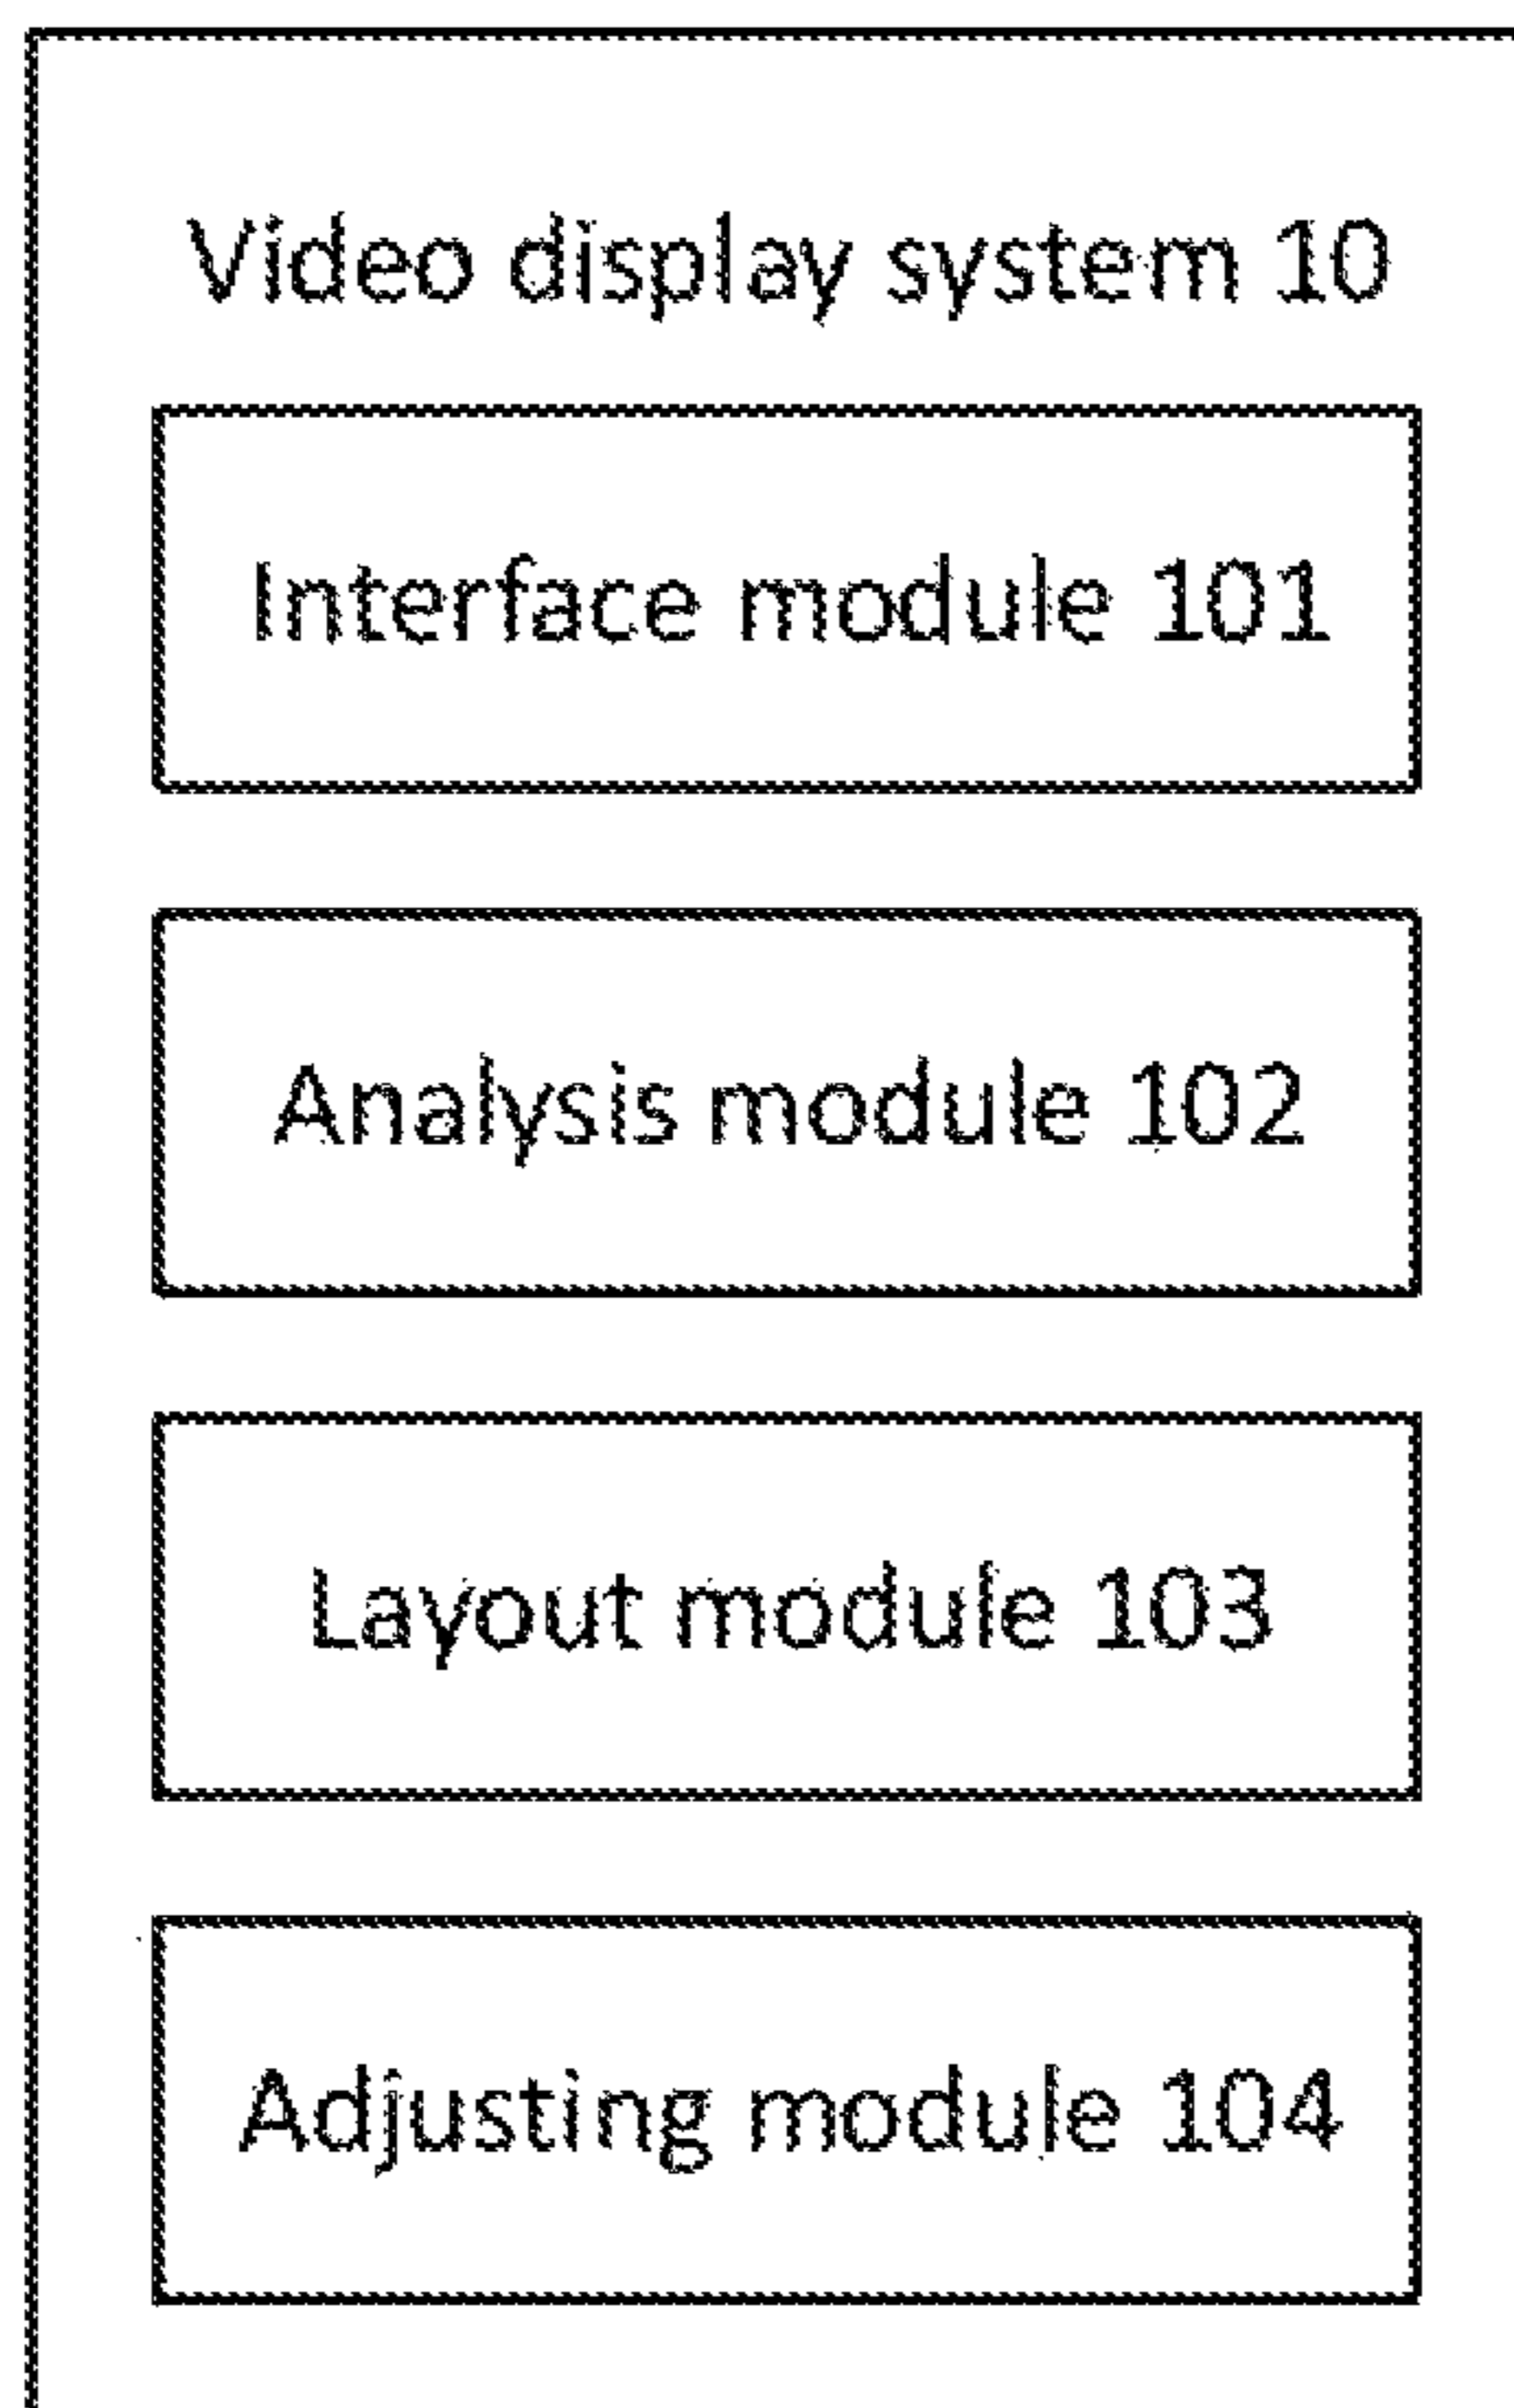 Video display system 10
Interface module 101
Analysis module 102
Layout module 103
Adjusting module 104